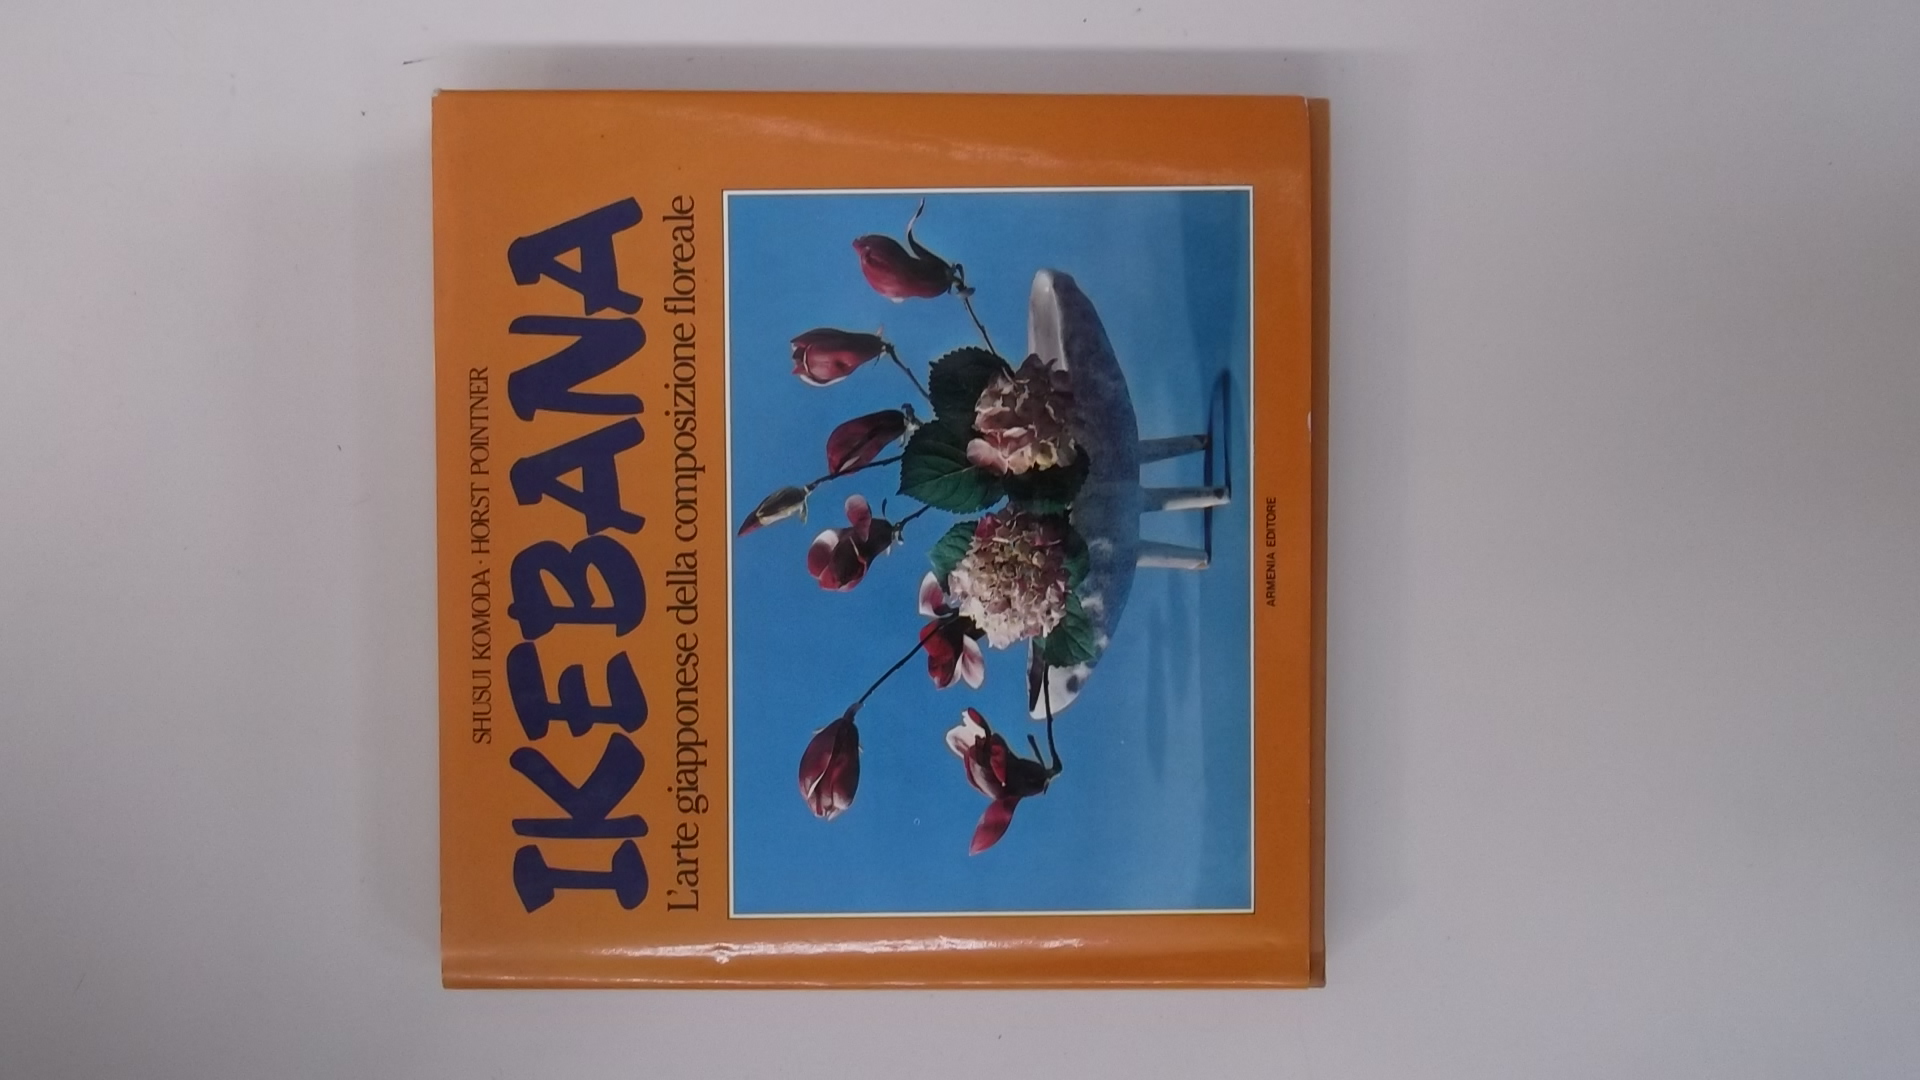 SHUSUI KOMODA · HORST POINTNER
IKEBANA
L'arte giapponese della composizione floreale
ARMENIA EDITORE